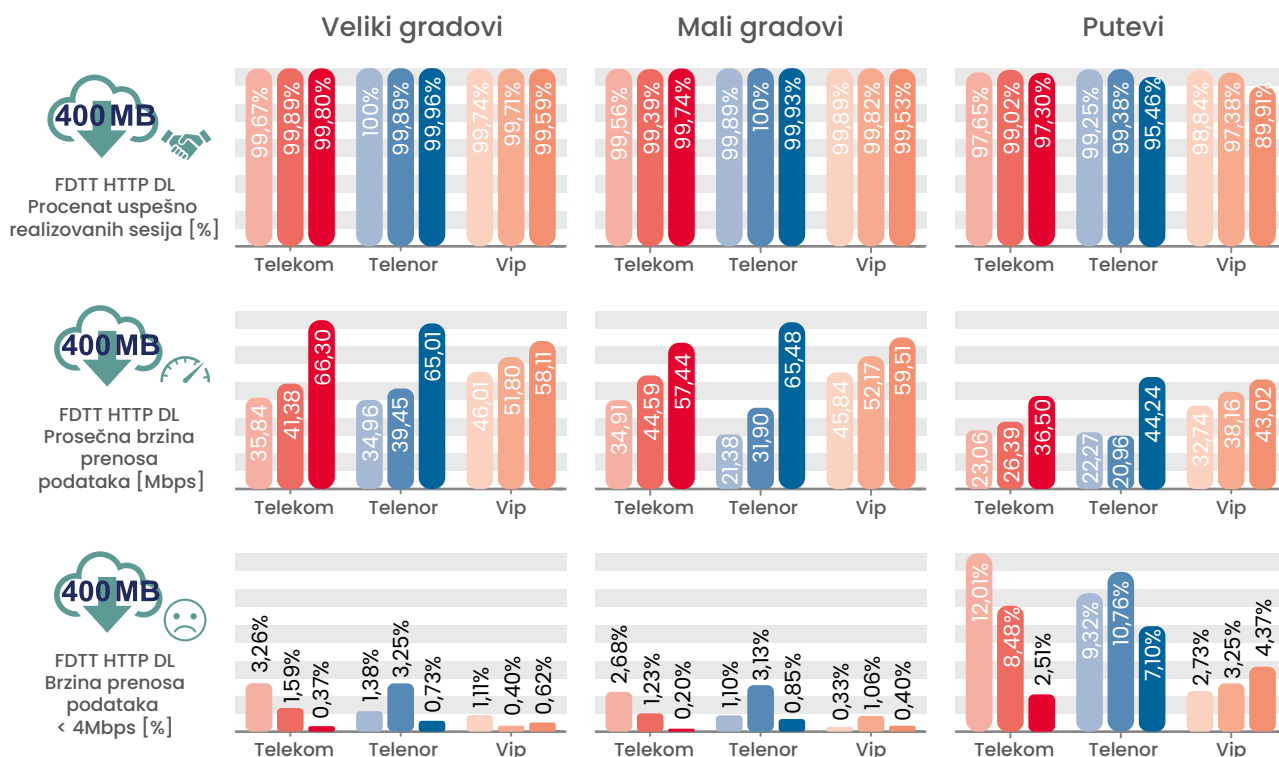 Veliki gradovi
Mali gradovi
Putevi
400 MB
FDTT HTTP DL
Procenat uspešno
realizovanih sesija [%]
99,67%
99,89%
99,80%
100%
99,89%
99,96%
99,74%
99,71%
99,59%
Telekom
Telenor
Vip
99,56%
99,39%
99,74%
99,89%
100%
99,93%
99,89%
99,82%
99,53%
Telekom
Telenor
Vip
97,65%
99,02%
97,30%
99,25%
99,38%
95,46%
98,84%
97,38%
89,91%
Telekom
Telenor
Vip
400 MB
FDTT HTTP DL
Prosečna brzina
prenosa
podataka [Mbps]
35,84
41,38
66,30
34,96
39,45
65,01
46,01
51,80
58,11
Telekom
Telenor
Vip
34,91
44,59
57,44
21,38
31,90
65,48
45,84
52,17
59,51
Telekom
Telenor
Vip
23,06
26,39
36,50
22,27
20,96
44,24
32,74
38,16
43,02
Telekom
Telenor
Vip
400 MB
FDTT HTTP DL
Brzina prenosa
podataka
< 4Mbps [%]
3,26%
1,59%
0,37%
1,38%
3,25%
0,73%
1,11%
0,40%
0,62%
Telekom
Telenor
Vip
2,68%
1,23%
0,20%
1,10%
3,13%
0,85%
0,33%
1,06%
0,40%
Telekom
Telenor
Vip
12,01%
8,48%
2,51%
9,32%
10,76%
7,10%
2,73%
3,25%
4,37%
Telekom
Telenor
Vip